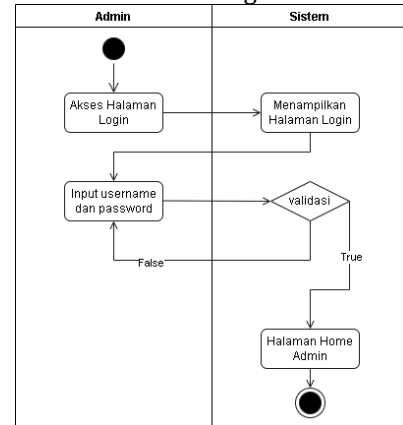 Admin
Sistem
Akses Halaman
Login
Menampilkan
Halaman Login
Input username
dan password
validasi
False
True
Halaman Home
Admin